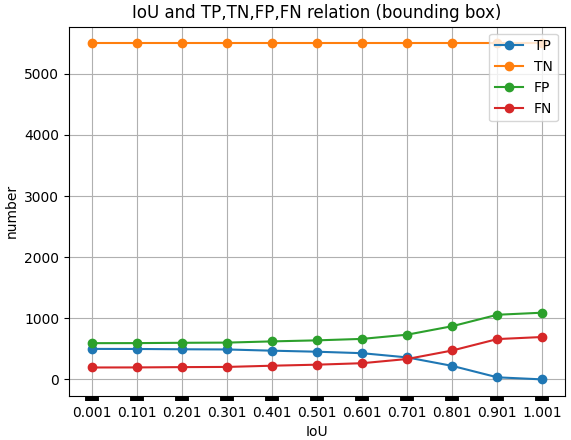 IoU and TP,TN,FP,FN relation (bounding box)
TP
TN
FP
FN
5000
4000
3000
2000
1000
0
number
0.001 0.101 0.201 0.301 0.401 0.501 0.601 0.701 0.801 0.901 1.001
IoU